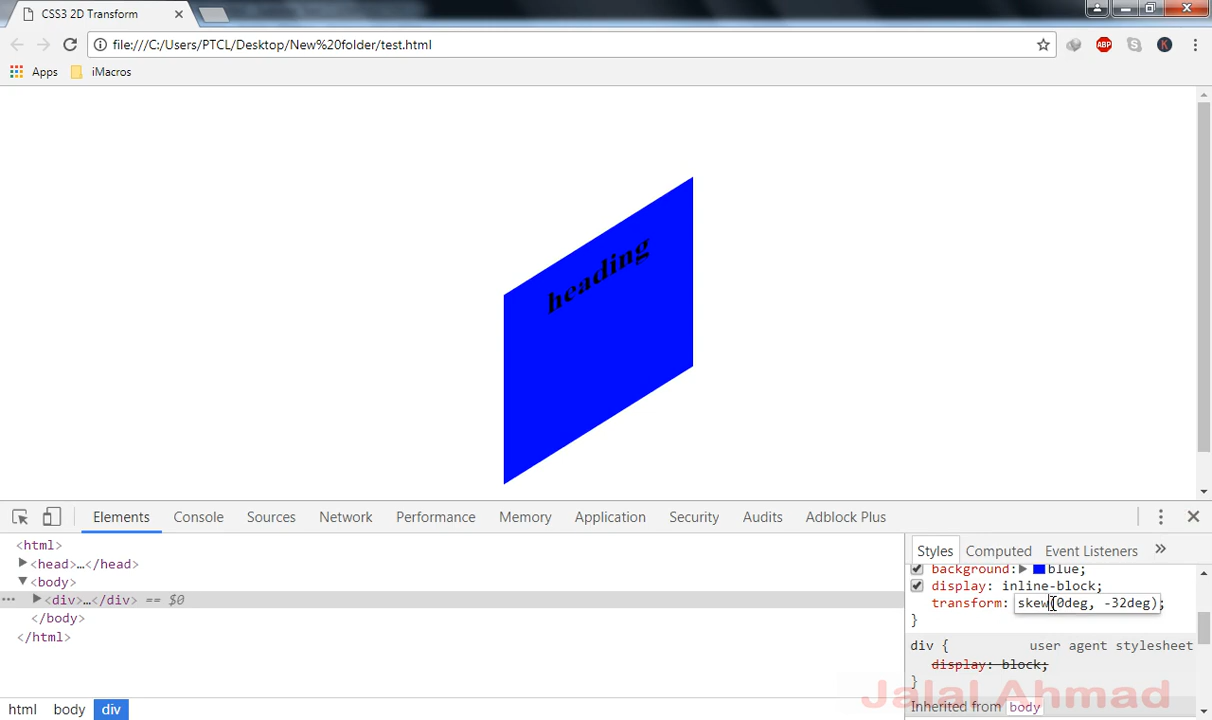 CSS3 2D Transform
file:///C:/Users/PTCL/Desktop/New%20folder/test.html
ABP
S
K
Apps
iMacros
heading
Elements
Console
Sources
Network
Performance
Memory
Application
Security
Audits
Adblock Plus
<html>
<head>…</head>
<body>
<div>…</div> == $0
</body>
</html>
html body div
Styles
Computed
Event Listeners
background: blue;
display: inline-block;
transform: skew(0deg, -32deg);
}
div { user agent stylesheet
display: block;
}
Inherited from body
Jalal Ahmad